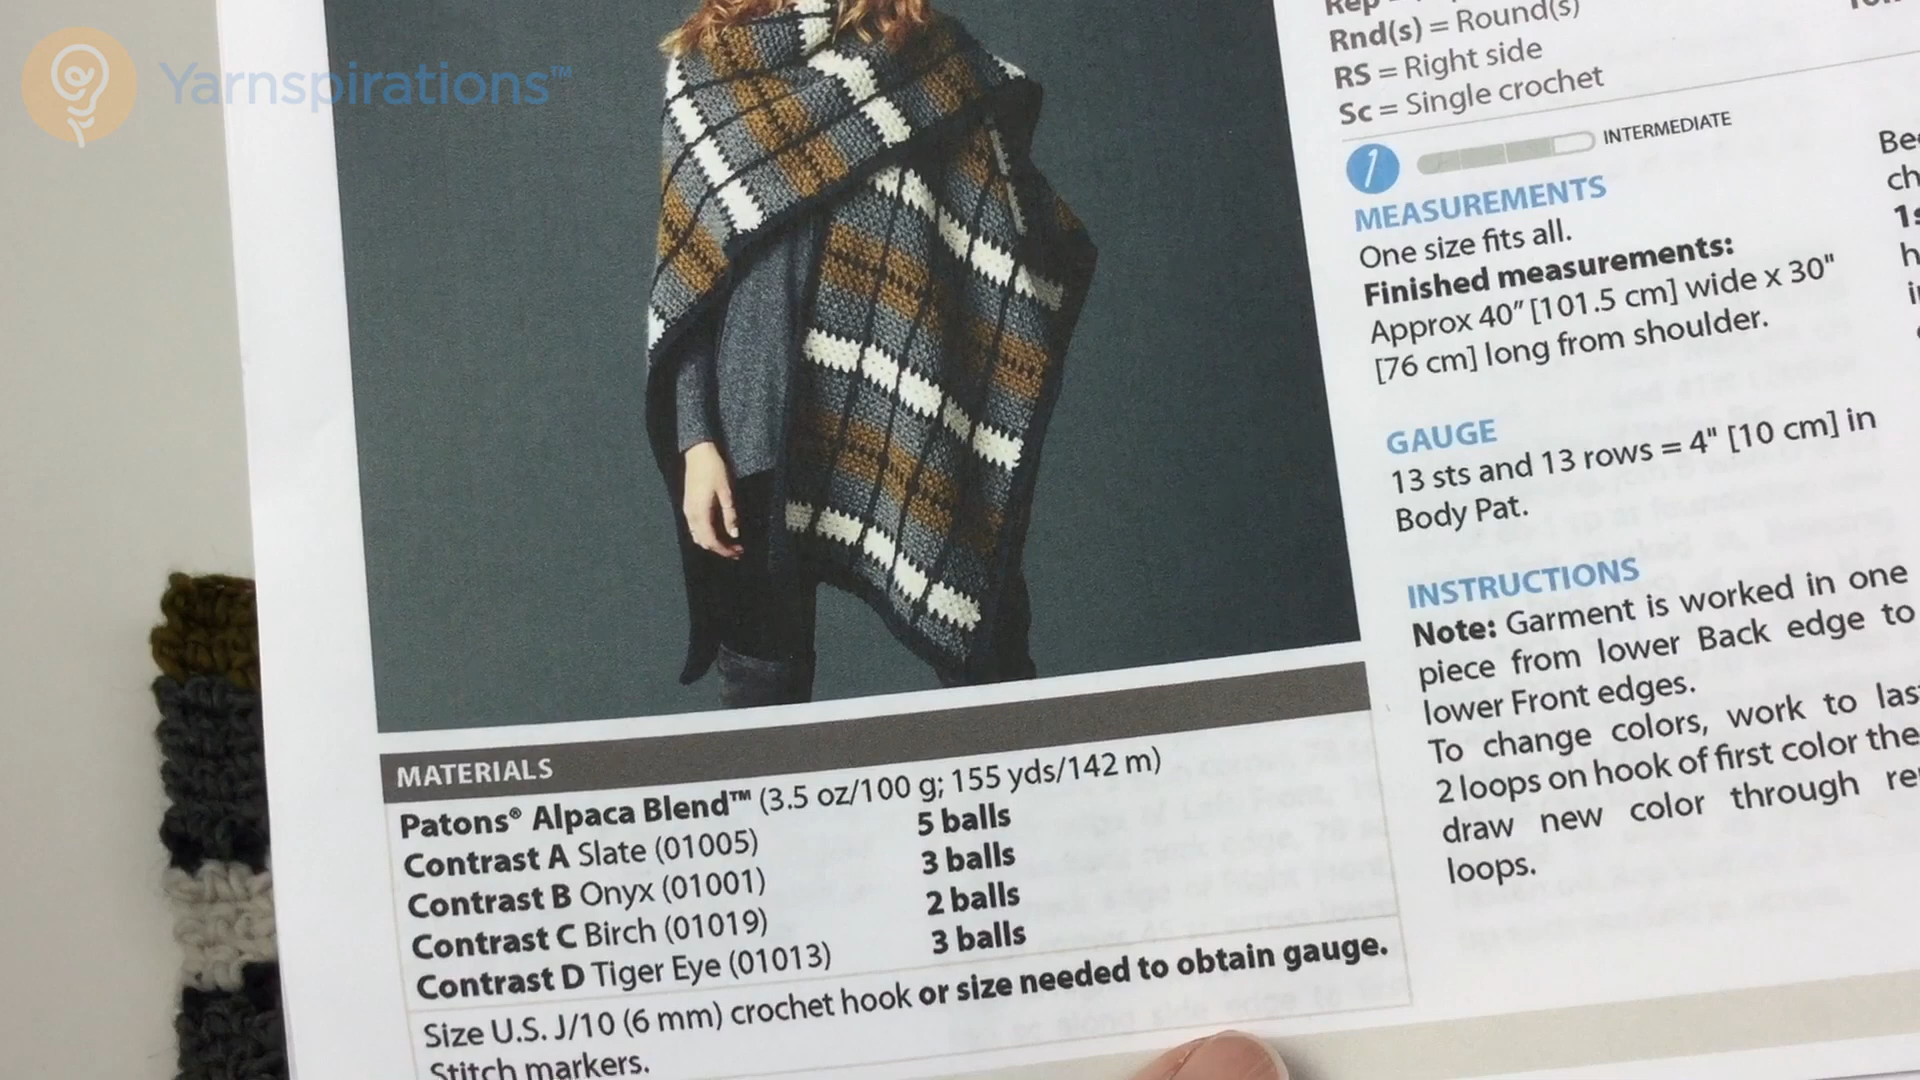 Yarnspirations™
Rnd(s) = Round(s)
RS = Right side
Sc = Single crochet
1 INTERMEDIATE
MEASUREMENTS
One size fits all.
Finished measurements:
Approx 40" [101.5 cm] wide x 30"
[76 cm] long from shoulder.
GAUGE
13 sts and 13 rows = 4" [10 cm] in
Body Pat.
INSTRUCTIONS
Note: Garment is worked in one
piece from lower Back edge to
lower Front edges.
To change colors, work to last
2 loops on hook of first color
draw new color through
loops.
MATERIALS
Patons® Alpaca Blend™ (3.5 oz/100 g; 155 yds/142 m)
Contrast A Slate (01005) 5 balls
Contrast B Onyx (01001) 3 balls
Contrast C Birch (01019) 2 balls
Contrast D Tiger Eye (01013) 3 balls
Size U.S. J/10 (6 mm) crochet hook or size needed to obtain gauge.
Stitch markers.